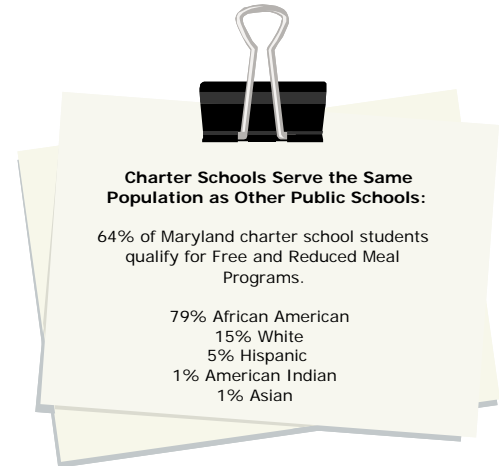 Charter Schools Serve the Same
Population as Other Public Schools:
64% of Maryland charter school students
qualify for Free and Reduced Meal
Programs.
79% African American
15% White
5% Hispanic
1% American Indian
1% Asian